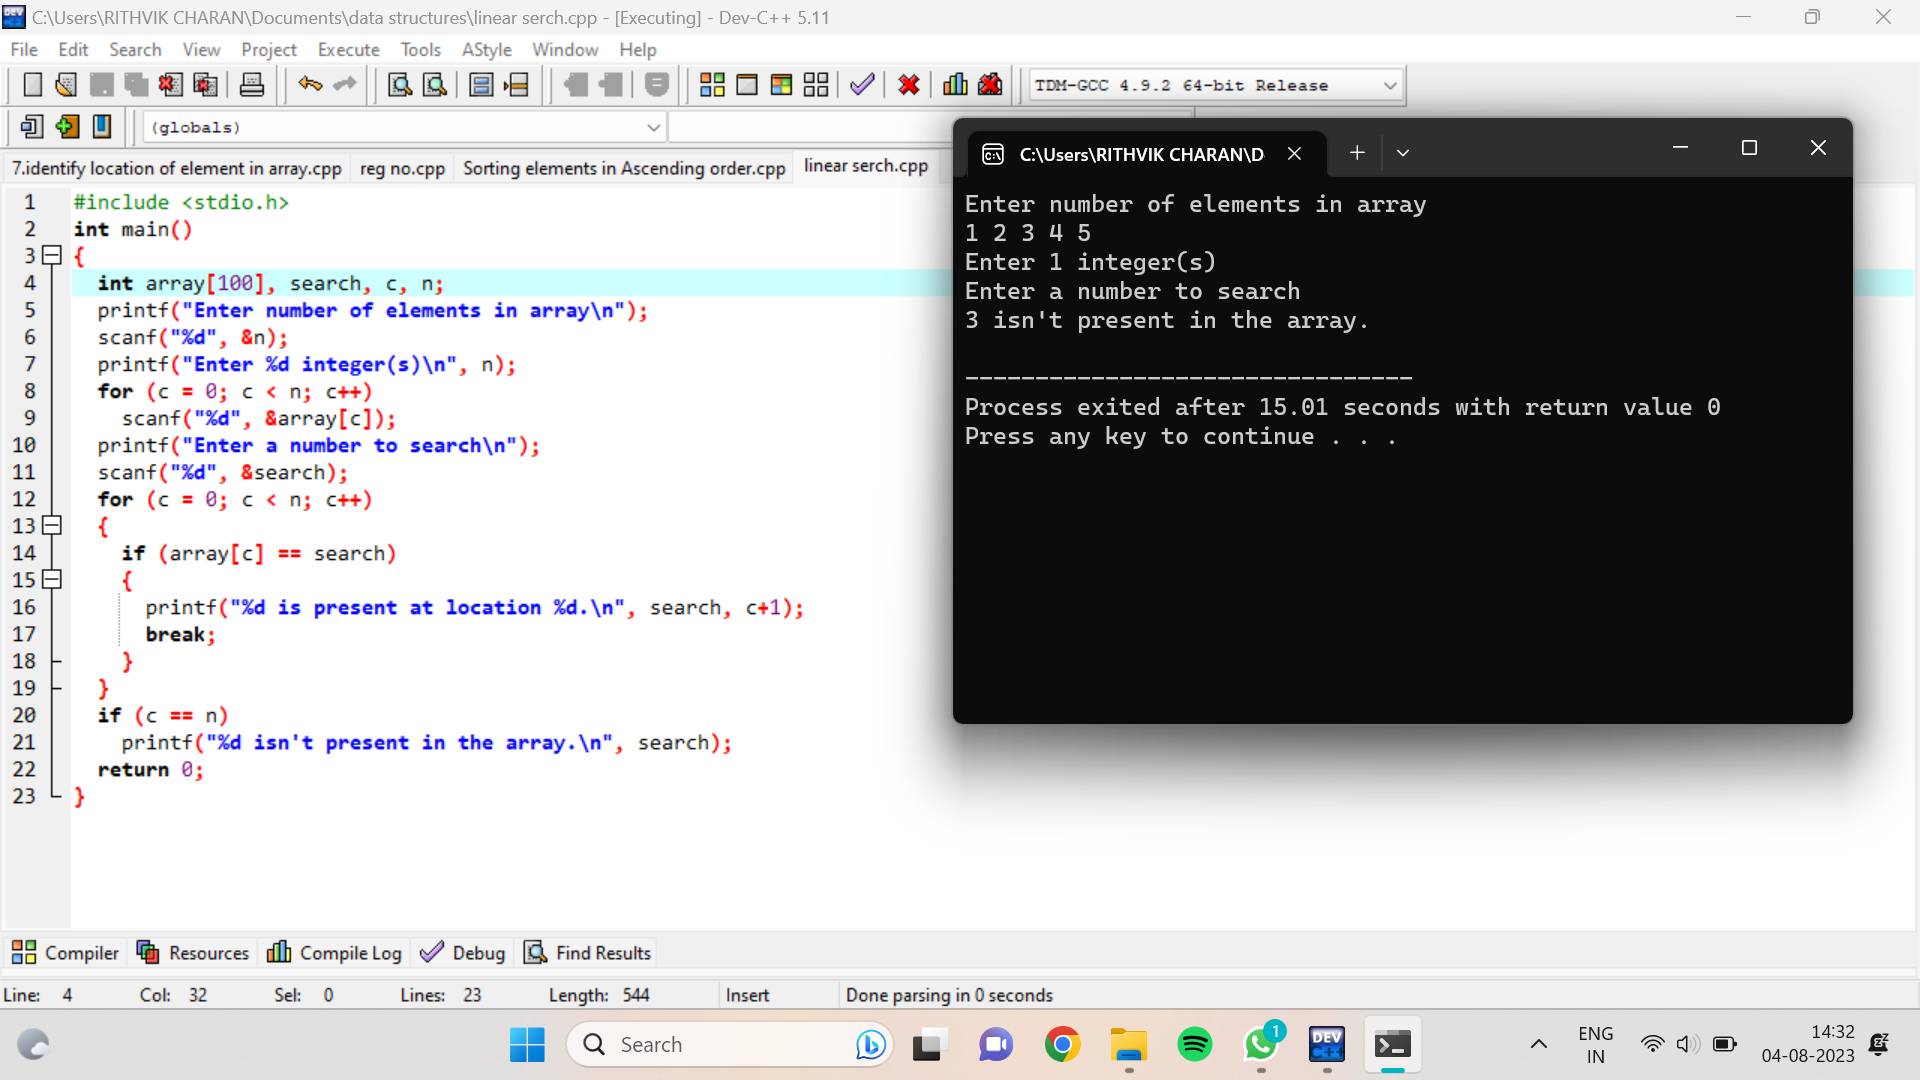 C:\Users\RITHVIK CHARAN\Documents\data structures\linear serch.cpp - [Executing] - Dev-C++ 5.11
File Edit Search View Project Execute Tools AStyle Window Help
TDM-GCC 4.9.2 64-bit Release
(globals)
7.identify location of element in array.cpp reg no.cpp Sorting elements in Ascending order.cpp linear serch.cpp
1 #include <stdio.h>
2 int main()
3 {
4 int array[100], search, c, n;
5 printf("Enter number of elements in array\n");
6 scanf("%d", &n);
7 printf("Enter %d integer(s)\n", n);
8 for (c = 0; c < n; c++)
9 scanf("%d", &array[c]);
10 printf("Enter a number to search\n");
11 scanf("%d", &search);
12 for (c = 0; c < n; c++)
13 {
14 if (array[c] == search)
15 {
16 printf("%d is present at location %d.\n", search, c+1);
17 break;
18 }
19 }
20 if (c == n)
21 printf("%d isn't present in the array.\n", search);
22 return 0;
23 }
C:\Users\RITHVIK CHARAN\D
Enter number of elements in array
1 2 3 4 5
Enter 1 integer(s)
Enter a number to search
3 isn't present in the array.
--------------------------------
Process exited after 15.01 seconds with return value 0
Press any key to continue . . .
Compiler Resources Compile Log Debug Find Results
Line: 4 Col: 32 Sel: 0 Lines: 23 Length: 544 Insert Done parsing in 0 seconds
Search
DEV
C++
1
ENG
IN
14:32
04-08-2023